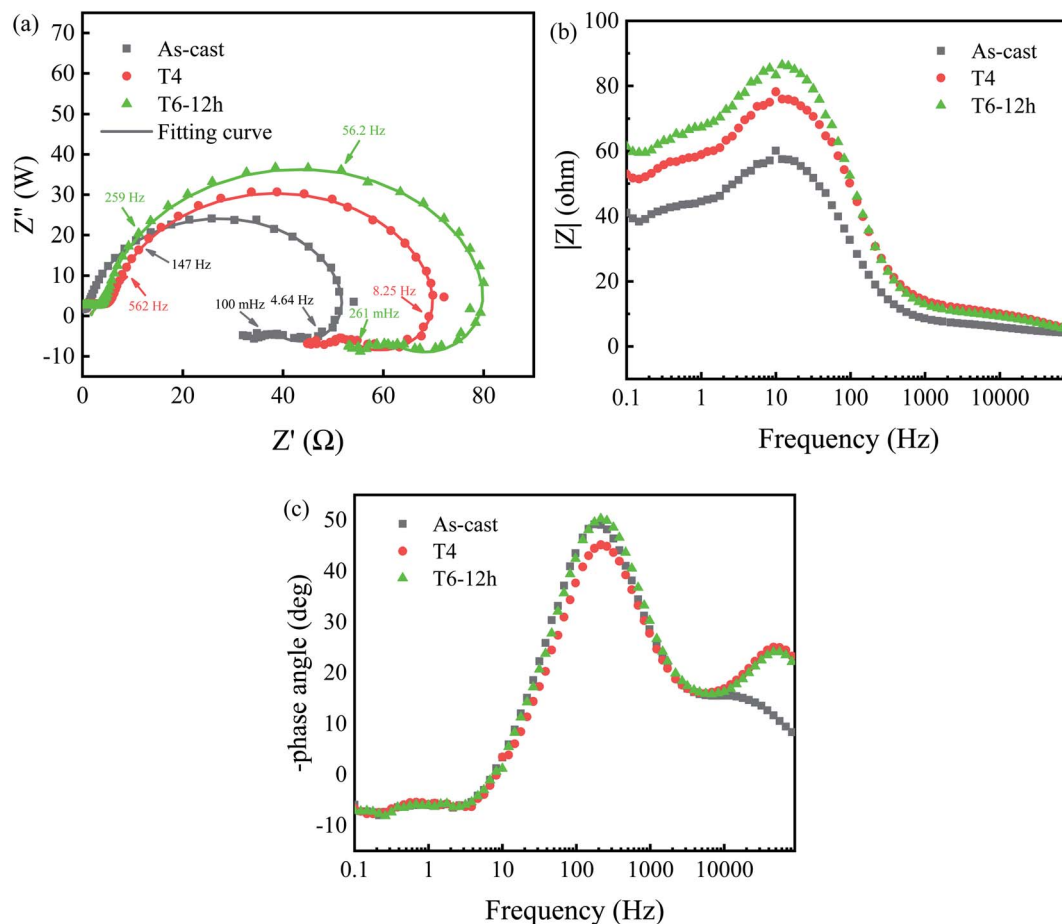 (a)
As-cast
T4
T6-12h
Fitting curve
56.2 Hz
259 Hz
147 Hz
562 Hz
100 mHz
4.64 Hz
8.25 Hz
261 mHz
Z'' (W)
70
60
50
40
30
20
10
0
-10
0 20 40 60 80
Z' (Ω)
(b)
As-cast
T4
T6-12h
|Z| (ohm)
100
80
60
40
20
0
0.1 1 10 100 1000 10000
Frequency (Hz)
(c)
As-cast
T4
T6-12h
-phase angle (deg)
50
40
30
20
10
0
-10
0.1 1 10 100 1000 10000
Frequency (Hz)